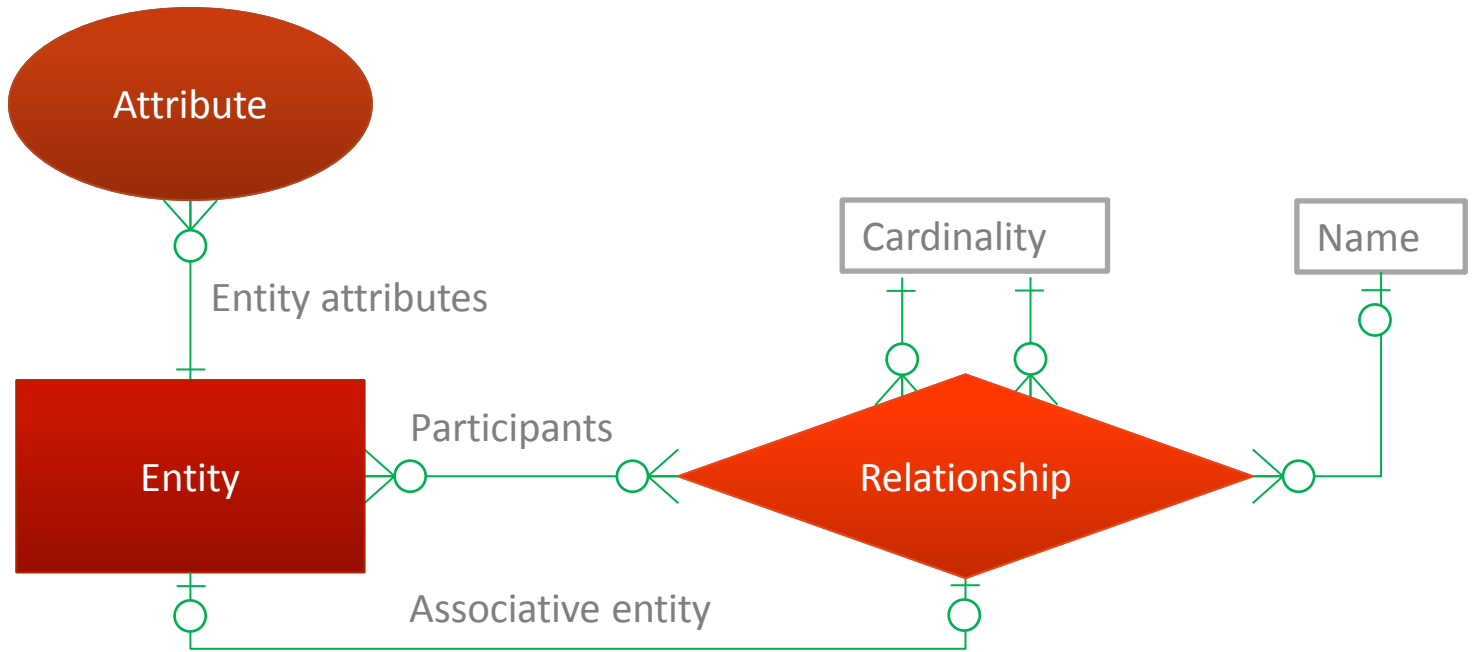 Attribute
Cardinality
Name
Entity attributes
Participants
Entity
Relationship
Associative entity